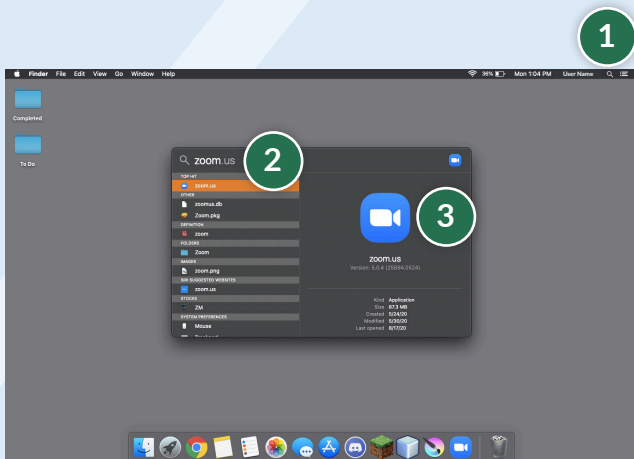 1
Finder File Edit View Go Window Help 36% Mon 1:04 PM User Name
Completed
To Do
zoom.us
2
TOP HIT
zoom.us
OTHER
zoomus.db
Zoom.pkg
DEFINITION
zoom
FOLDERS
Zoom
IMAGES
zoom.png
SIRI SUGGESTED WEBSITES
zoom.us
STOCKS
ZM
SYSTEM PREFERENCES
Mouse
3
zoom.us
Version: 5.0.4 (25694.0524)
Kind Application
Size 87.3 MB
Created 5/24/20
Modified 5/30/20
Last opened 8/17/20